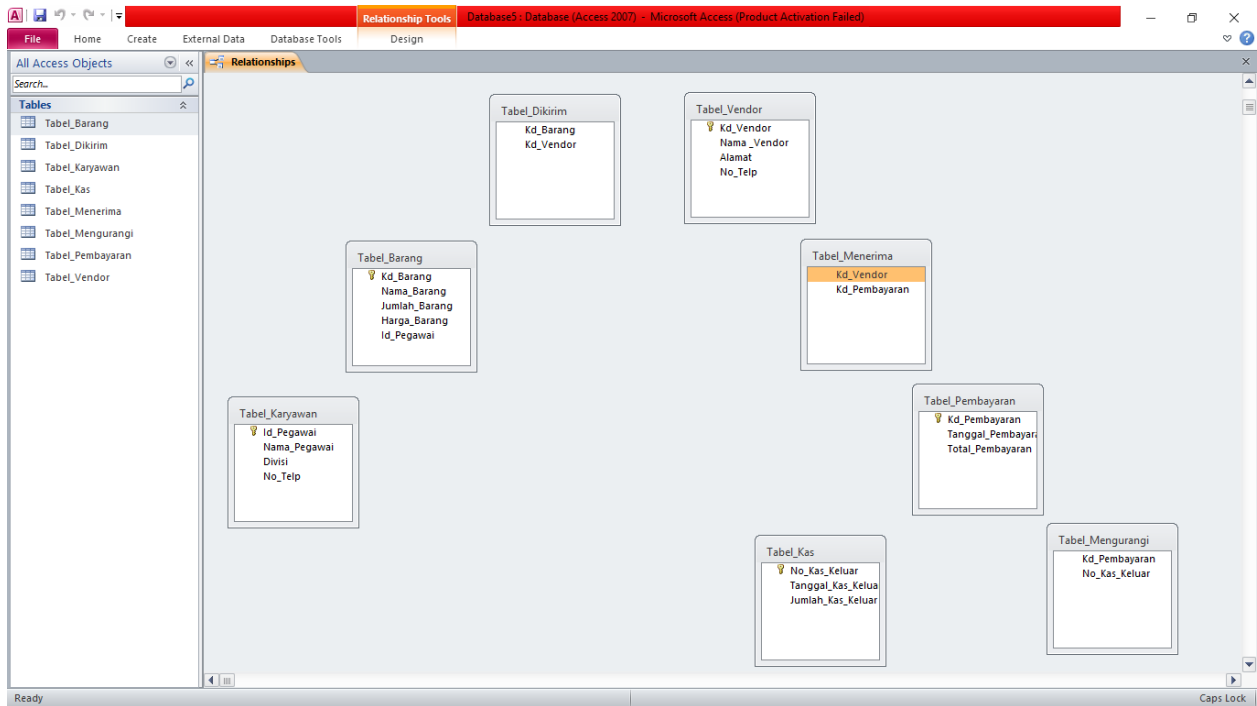 Relationship Tools
Database5 : Database (Access 2007) - Microsoft Access (Product Activation Failed)
File
Home
Create
External Data
Database Tools
Design
All Access Objects
Relationships
Search...
Tables
Tabel_Barang
Tabel_Dikirim
Tabel_Karyawan
Tabel_Kas
Tabel_Menerima
Tabel_Mengurangi
Tabel_Pembayaran
Tabel_Vendor
Tabel_Dikirim
Kd_Barang
Kd_Vendor
Tabel_Vendor
Kd_Vendor
Nama _Vendor
Alamat
No_Telp
Tabel_Barang
Kd_Barang
Nama_Barang
Jumlah_Barang
Harga_Barang
Id_Pegawai
Tabel_Menerima
Kd_Vendor
Kd_Pembayaran
Tabel_Karyawan
Id_Pegawai
Nama_Pegawai
Divisi
No_Telp
Tabel_Pembayaran
Kd_Pembayaran
Tanggal_Pembayara
Total_Pembayaran
Tabel_Kas
No_Kas_Keluar
Tanggal_Kas_Kelua
Jumlah_Kas_Keluar
Tabel_Mengurangi
Kd_Pembayaran
No_Kas_Keluar
Ready
Caps Lock